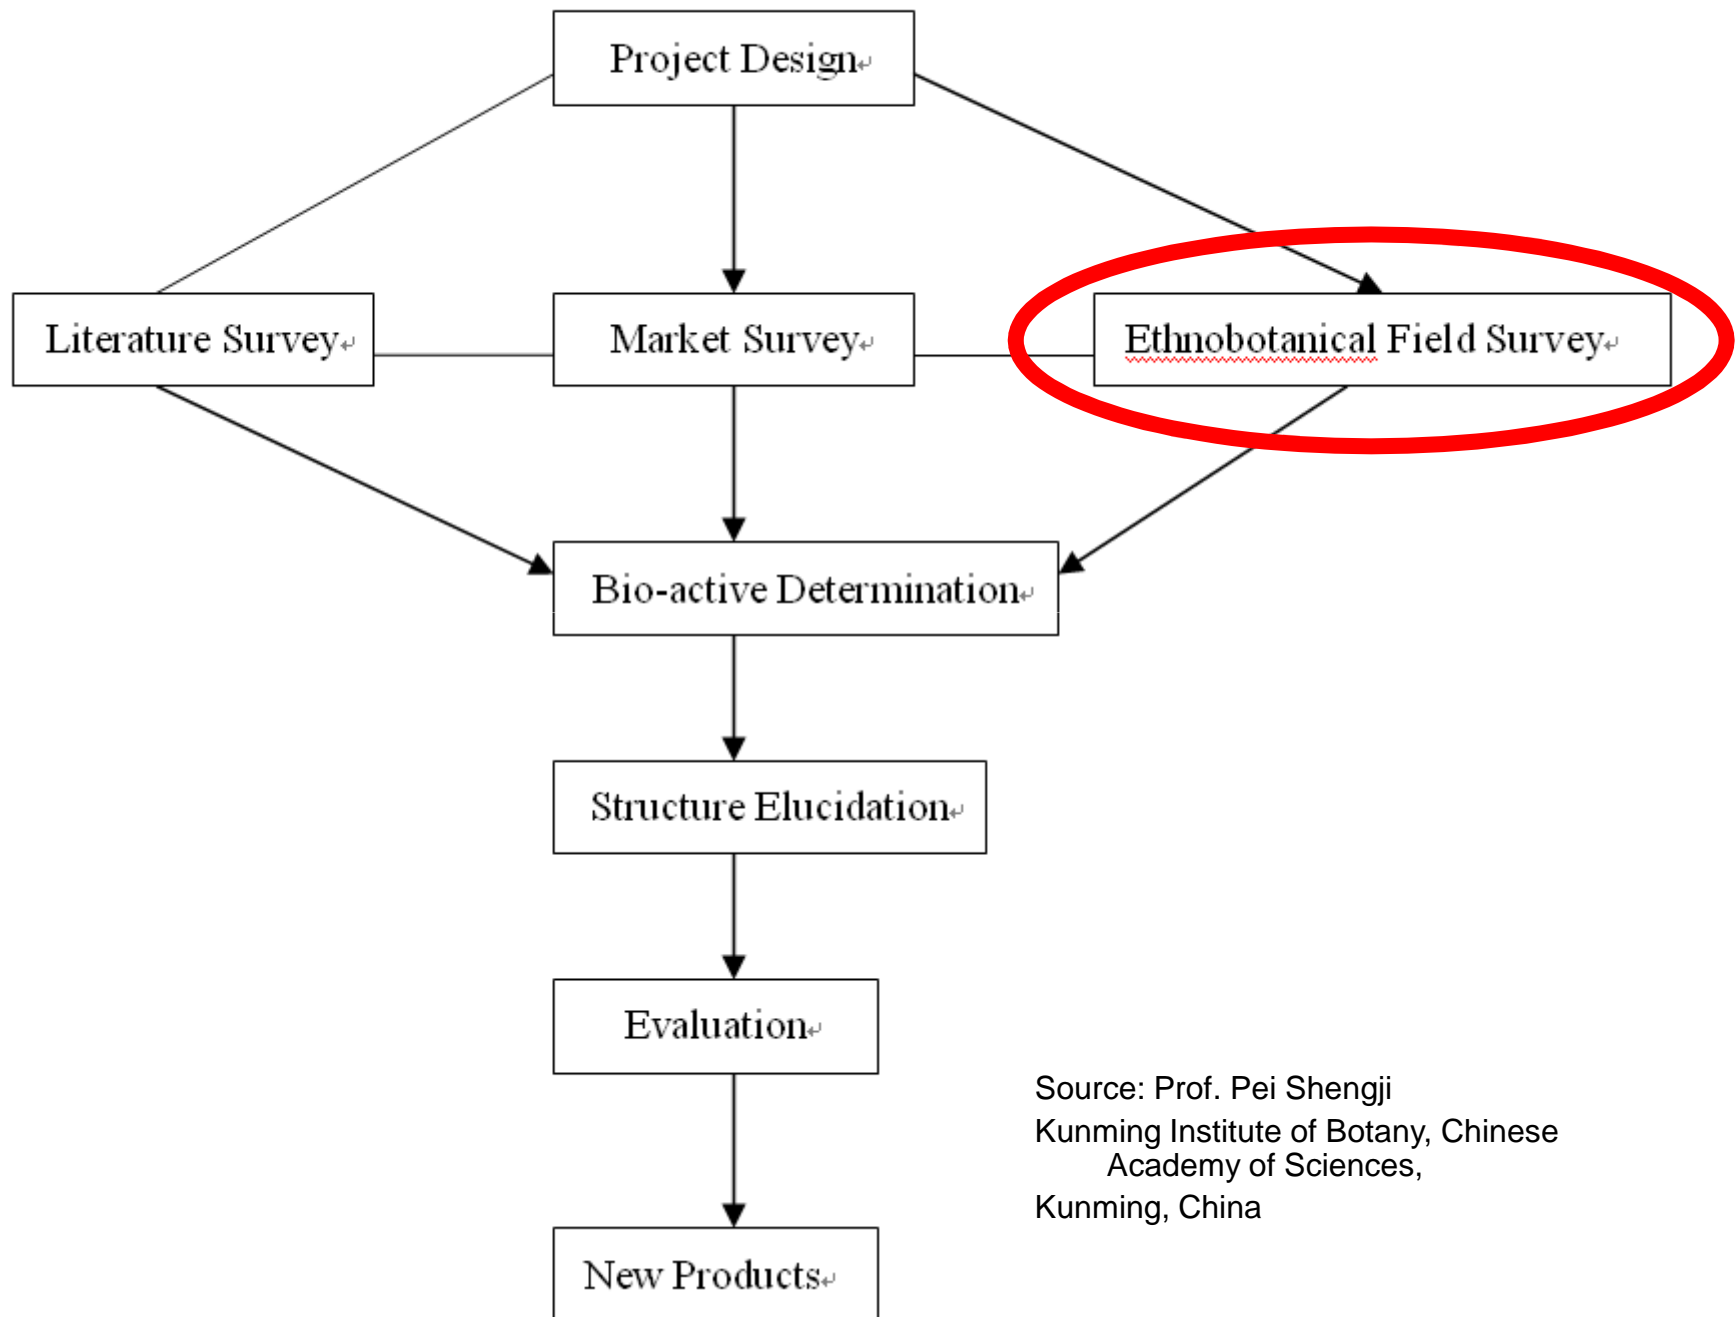 Project Design↵
Literature Survey↵
Market Survey↵
Ethnobotanical Field Survey↵
Bio-active Determination↵
Structure Elucidation↵
Evaluation↵
New Products↵
Source: Prof. Pei Shengji
Kunming Institute of Botany, Chinese
Academy of Sciences,
Kunming, China